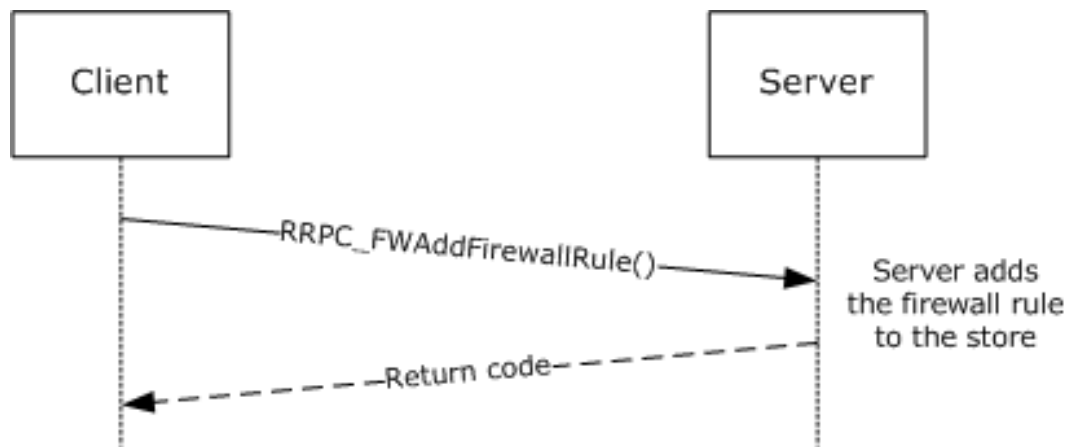 Client
Server
RRPC_FWAddFirewallRule()
Server adds
the firewall rule
to the store
Return code